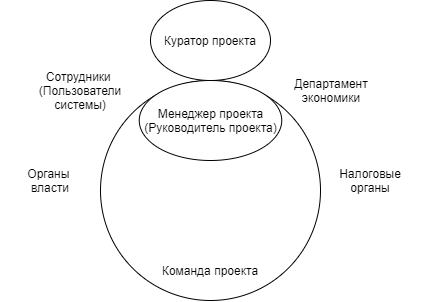 Куратор проекта
Сотрудники
(Пользователи
системы)
Департамент
экономики
Менеджер проекта
(Руководитель проекта)
Органы
власти
Налоговые
органы
Команда проекта